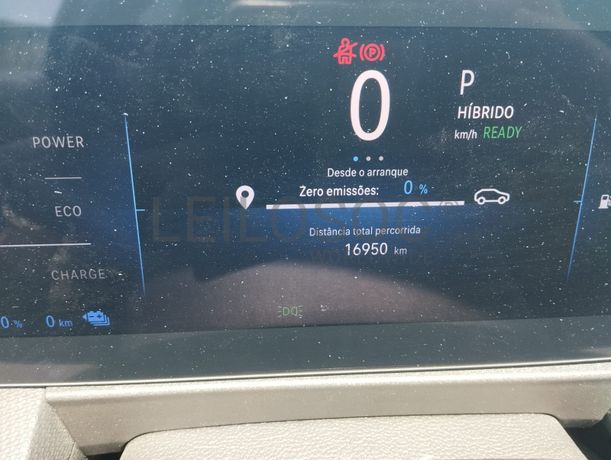 0
P
HÍBRIDO
km/h READY
POWER
ECO
CHARGE
Desde o arranque
Zero emissões: 0 %
Distância total percorrida
16950 km
0 % 0 km
LEILOSOC